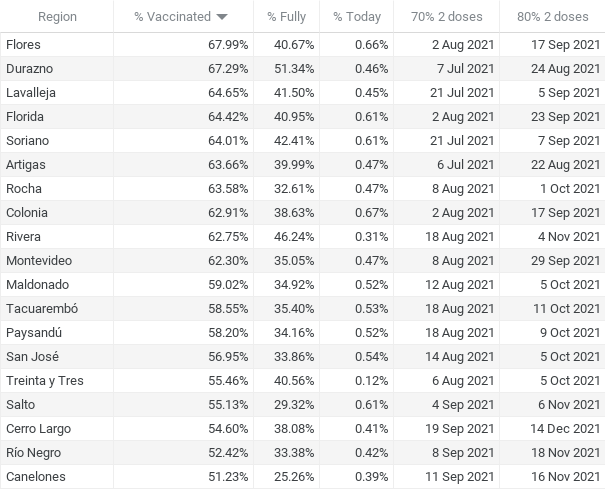 Region % Vaccinated % Fully % Today 70% 2 doses 80% 2 doses
Flores 67.99% 40.67% 0.66% 2 Aug 2021 17 Sep 2021
Durazno 67.29% 51.34% 0.46% 7 Jul 2021 24 Aug 2021
Lavalleja 64.65% 41.50% 0.45% 21 Jul 2021 5 Sep 2021
Florida 64.42% 40.95% 0.61% 2 Aug 2021 23 Sep 2021
Soriano 64.01% 42.41% 0.61% 21 Jul 2021 7 Sep 2021
Artigas 63.66% 39.99% 0.47% 6 Jul 2021 22 Aug 2021
Rocha 63.58% 32.61% 0.47% 8 Aug 2021 1 Oct 2021
Colonia 62.91% 38.63% 0.67% 2 Aug 2021 17 Sep 2021
Rivera 62.75% 46.24% 0.31% 18 Aug 2021 4 Nov 2021
Montevideo 62.30% 35.05% 0.47% 8 Aug 2021 29 Sep 2021
Maldonado 59.02% 34.92% 0.52% 12 Aug 2021 5 Oct 2021
Tacuarembó 58.55% 35.40% 0.53% 18 Aug 2021 11 Oct 2021
Paysandú 58.20% 34.16% 0.52% 18 Aug 2021 9 Oct 2021
San José 56.95% 33.86% 0.54% 14 Aug 2021 5 Oct 2021
Treinta y Tres 55.46% 40.56% 0.12% 6 Aug 2021 5 Oct 2021
Salto 55.13% 29.32% 0.61% 4 Sep 2021 6 Nov 2021
Cerro Largo 54.60% 38.08% 0.41% 19 Sep 2021 14 Dec 2021
Río Negro 52.42% 33.38% 0.42% 8 Sep 2021 18 Nov 2021
Canelones 51.23% 25.26% 0.39% 11 Sep 2021 16 Nov 2021